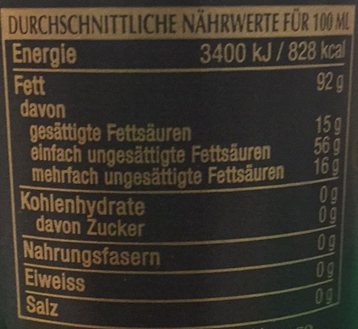 DURCHSCHNITTLICHE NÄHRWERTE FÜR 100 ML
Energie 3400 kJ / 828 kcal
Fett 92 g
davon
gesättigte Fettsäuren 15 g
einfach ungesättigte Fettsäuren 56 g
mehrfach ungesättigte Fettsäuren 16 g
Kohlenhydrate 0 g
davon Zucker 0 g
Nahrungsfasern 0 g
Eiweiss 0 g
Salz 0 g